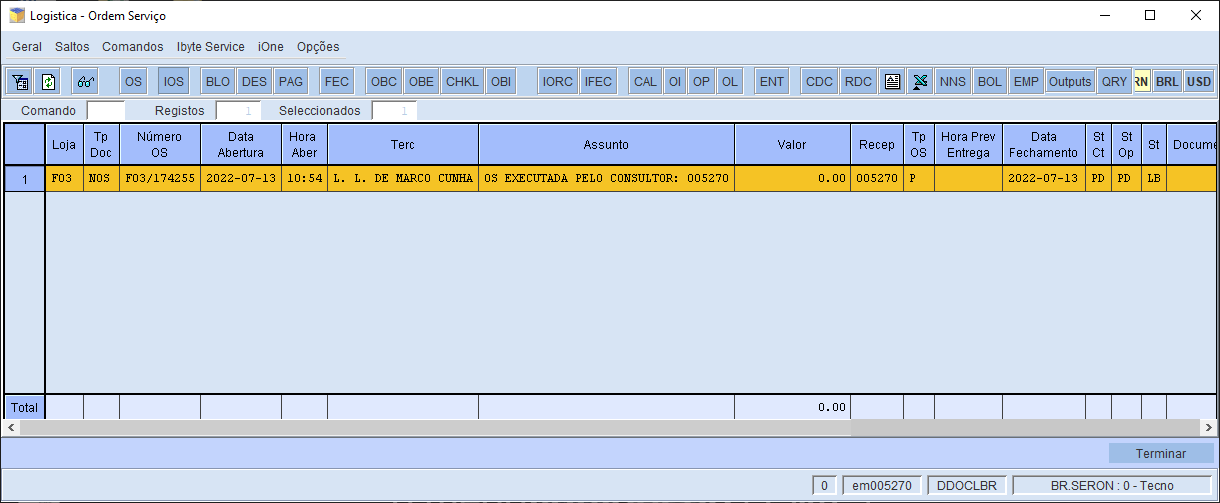 Logistica - Ordem Serviço
Geral Saltos Comandos Ibyte Service iOne Opções
OS IOS BLO DES PAG FEC OBC OBE CHKL OBI IORC IFEC CAL OI OP OL ENT CDC RDC NNS BOL EMP Outputs QRY RN BRL USD
Comando Registos 1 Seleccionados 1
Loja Tp Doc Número OS Data Abertura Hora Aber Terc Assunto Valor Recep Tp OS Hora Prev Entrega Data Fechamento St Ct St Op St Docume
1 F03 NOS F03/174255 2022-07-13 10:54 L. L. DE MARCO CUNHA OS EXECUTADA PELO CONSULTOR: 005270 0.00 005270 P 2022-07-13 PD PD LB
Total 0.00
Terminar
0 em005270 DDOCLBR BR.SERON : 0 - Tecno